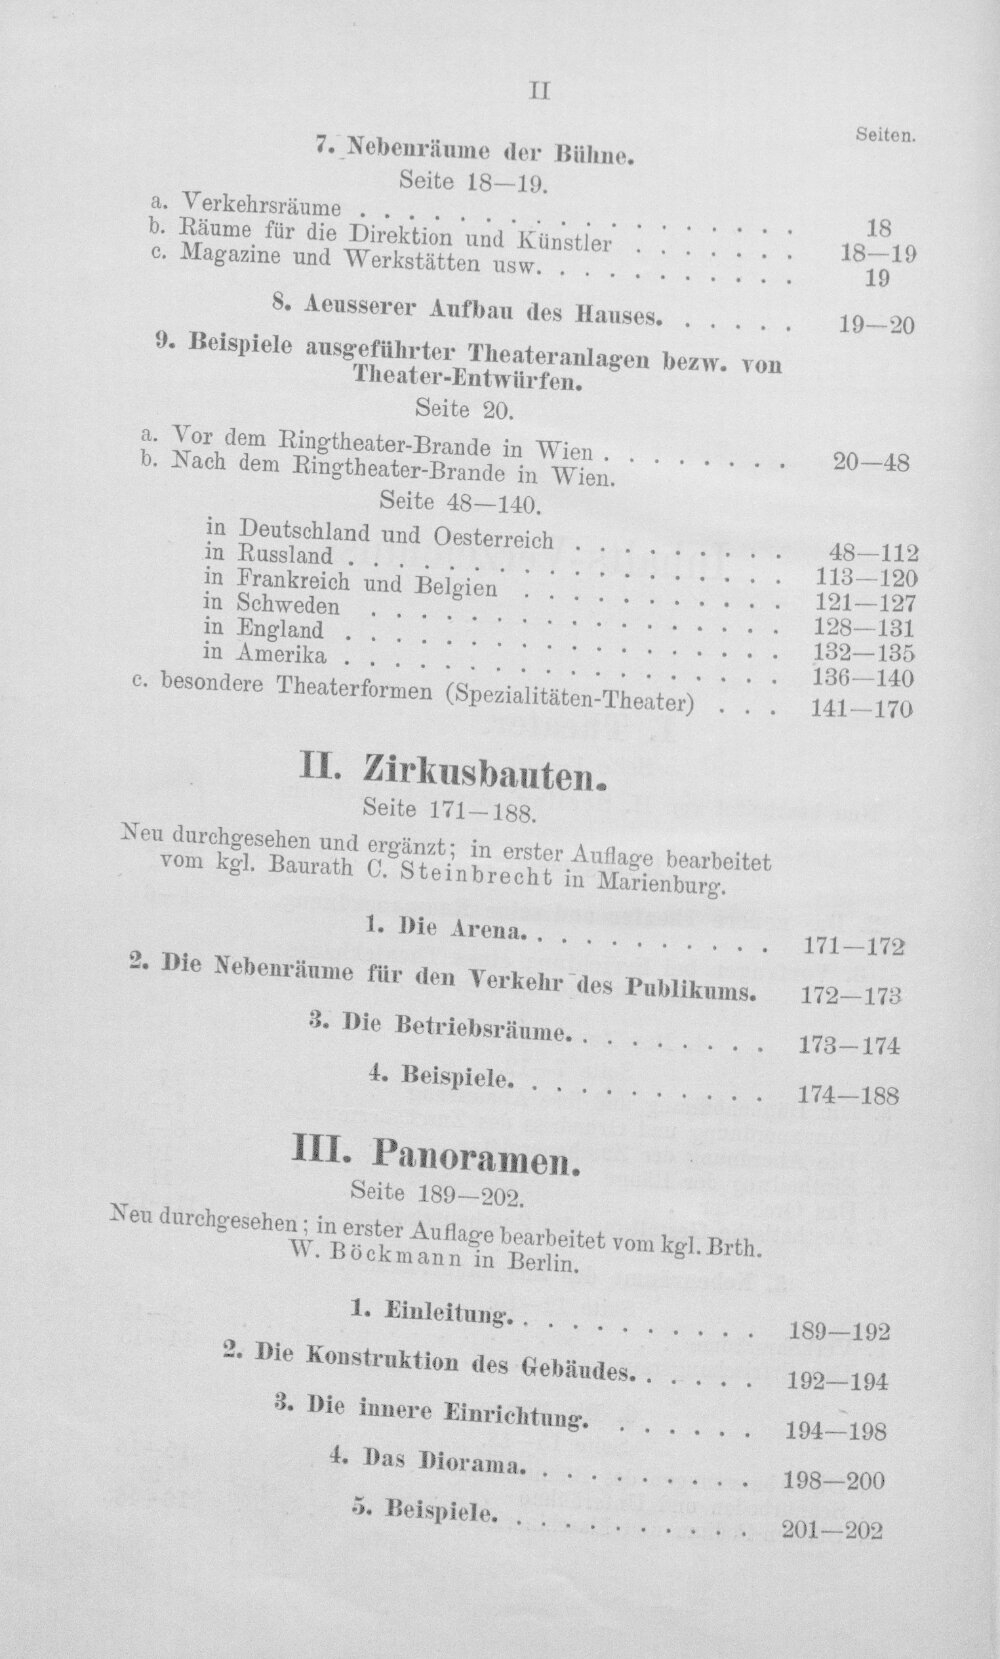 II
Seiten.
7. Nebenräume der Bühne.
Seite 18—19.
a. Verkehrsräume . . . . . . . . . . . . . . . . . . 18
b. Räume für die Direktion und Künstler . . . . . . . 18—19
c. Magazine und Werkstätten usw. . . . . . . . . . . 19
8. Aeusserer Aufbau des Hauses. . . . . . 19—20
9. Beispiele ausgeführter Theateranlagen bezw. von
Theater-Entwürfen.
Seite 20.
a. Vor dem Ringtheater-Brande in Wien . . . . . . . . 20—48
b. Nach dem Ringtheater-Brande in Wien.
Seite 48—140.
in Deutschland und Oesterreich . . . . . . . . . 48—112
in Russland . . . . . . . . . . . . . . . . . . 113—120
in Frankreich und Belgien . . . . . . . . . . . 121—127
in Schweden . . . . . . . . . . . . . . . . . 128—131
in England . . . . . . . . . . . . . . . . . . 132—135
in Amerika . . . . . . . . . . . . . . . . . . 136—140
c. besondere Theaterformen (Spezialitäten-Theater) . . . 141—170
II. Zirkusbauten.
Seite 171—188.
Neu durchgesehen und ergänzt; in erster Auflage bearbeitet
vom kgl. Baurath C. Steinbrecht in Marienburg.
1. Die Arena. . . . . . . . . . . 171—172
2. Die Nebenräume für den Verkehr des Publikums. 172—173
3. Die Betriebsräume. . . . . . . . . 173—174
4. Beispiele. . . . . . . . . . . 174—188
III. Panoramen.
Seite 189—202.
Neu durchgesehen; in erster Auflage bearbeitet vom kgl. Brth.
W. Böckmann in Berlin.
1. Einleitung. . . . . . . . . . . 189—192
2. Die Konstruktion des Gebäudes. . . . . . 192—194
3. Die innere Einrichtung. . . . . . . 194—198
4. Das Diorama. . . . . . . . . . 198—200
5. Beispiele. . . . . . . . . . . 201—202